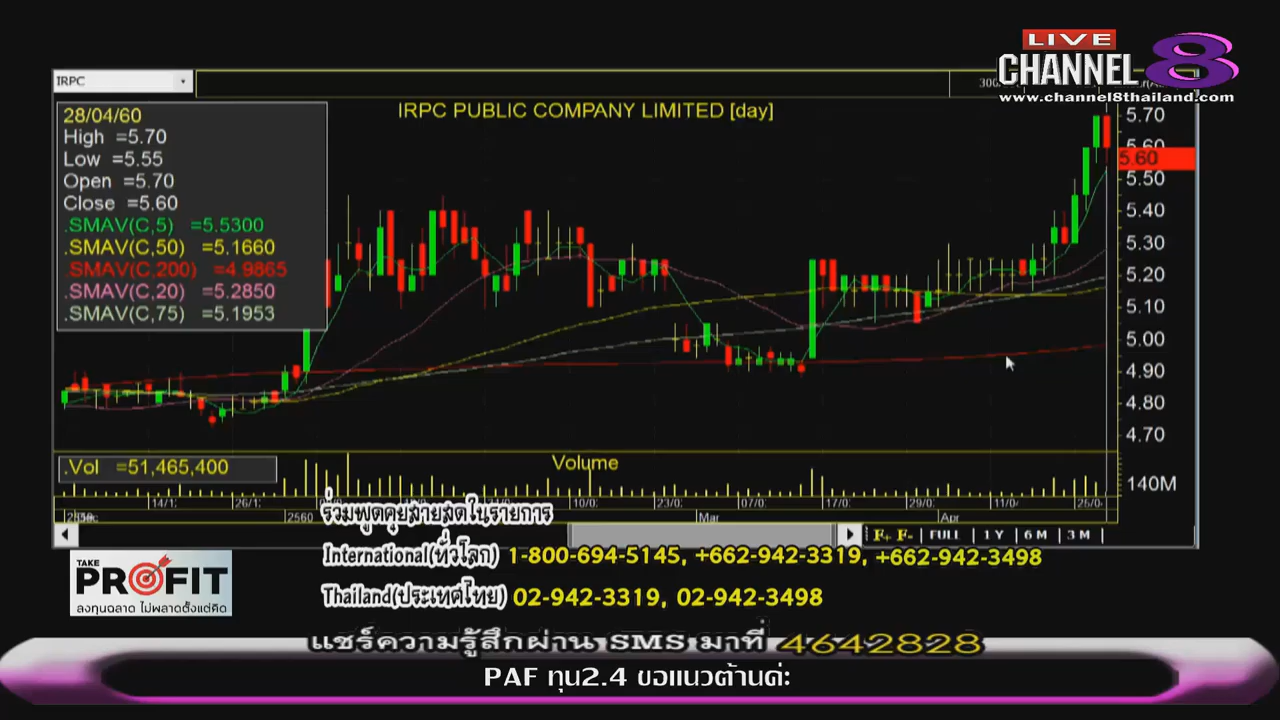 LIVE
CHANNEL 8
www.channel8thailand.com
IRPC
300
IRPC PUBLIC COMPANY LIMITED [day]
28/04/60
High =5.70
Low =5.55
Open =5.70
Close =5.60
.SMAV(C,5) =5.5300
.SMAV(C,50) =5.1660
.SMAV(C,200) =4.9865
.SMAV(C,20) =5.2850
.SMAV(C,75) =5.1953
5.70
5.60
5.60
5.50
5.40
5.30
5.20
5.10
5.00
4.90
4.80
4.70
.Vol =51,465,400
Volume
140M
14/1: 26/1: 10/0: 23/0: 07/0: 17/0: 29/0: 11/0: 25/0
2560 Mar Apr
F+ F- FULL 1 Y 6 M 3 M
ร่วมพูดคุยสายสดในรายการ
International(ทั่วโลก) 1-800-694-5145, +662-942-3319, +662-942-3498
Thailand(ประเทศไทย) 02-942-3319, 02-942-3498
TAKE
PROFIT
ลงทุนฉลาด ไม่พลาดตั้งแต่คิด
แชร์ความรู้สึกผ่าน SMS มาที่ 4642828
PAF ทุน2.4 ขอแนวต้านค่ะ